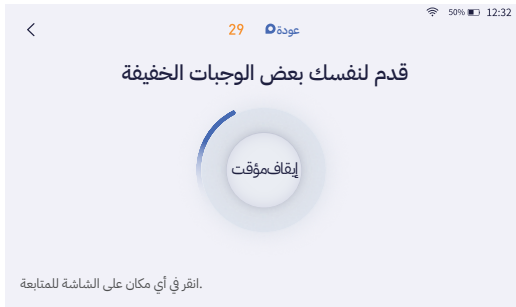 50% 12:32
عودة 29
قدم لنفسك بعض الوجبات الخفيفة
إيقاف مؤقت
انقر في أي مكان على الشاشة للمتابعة.